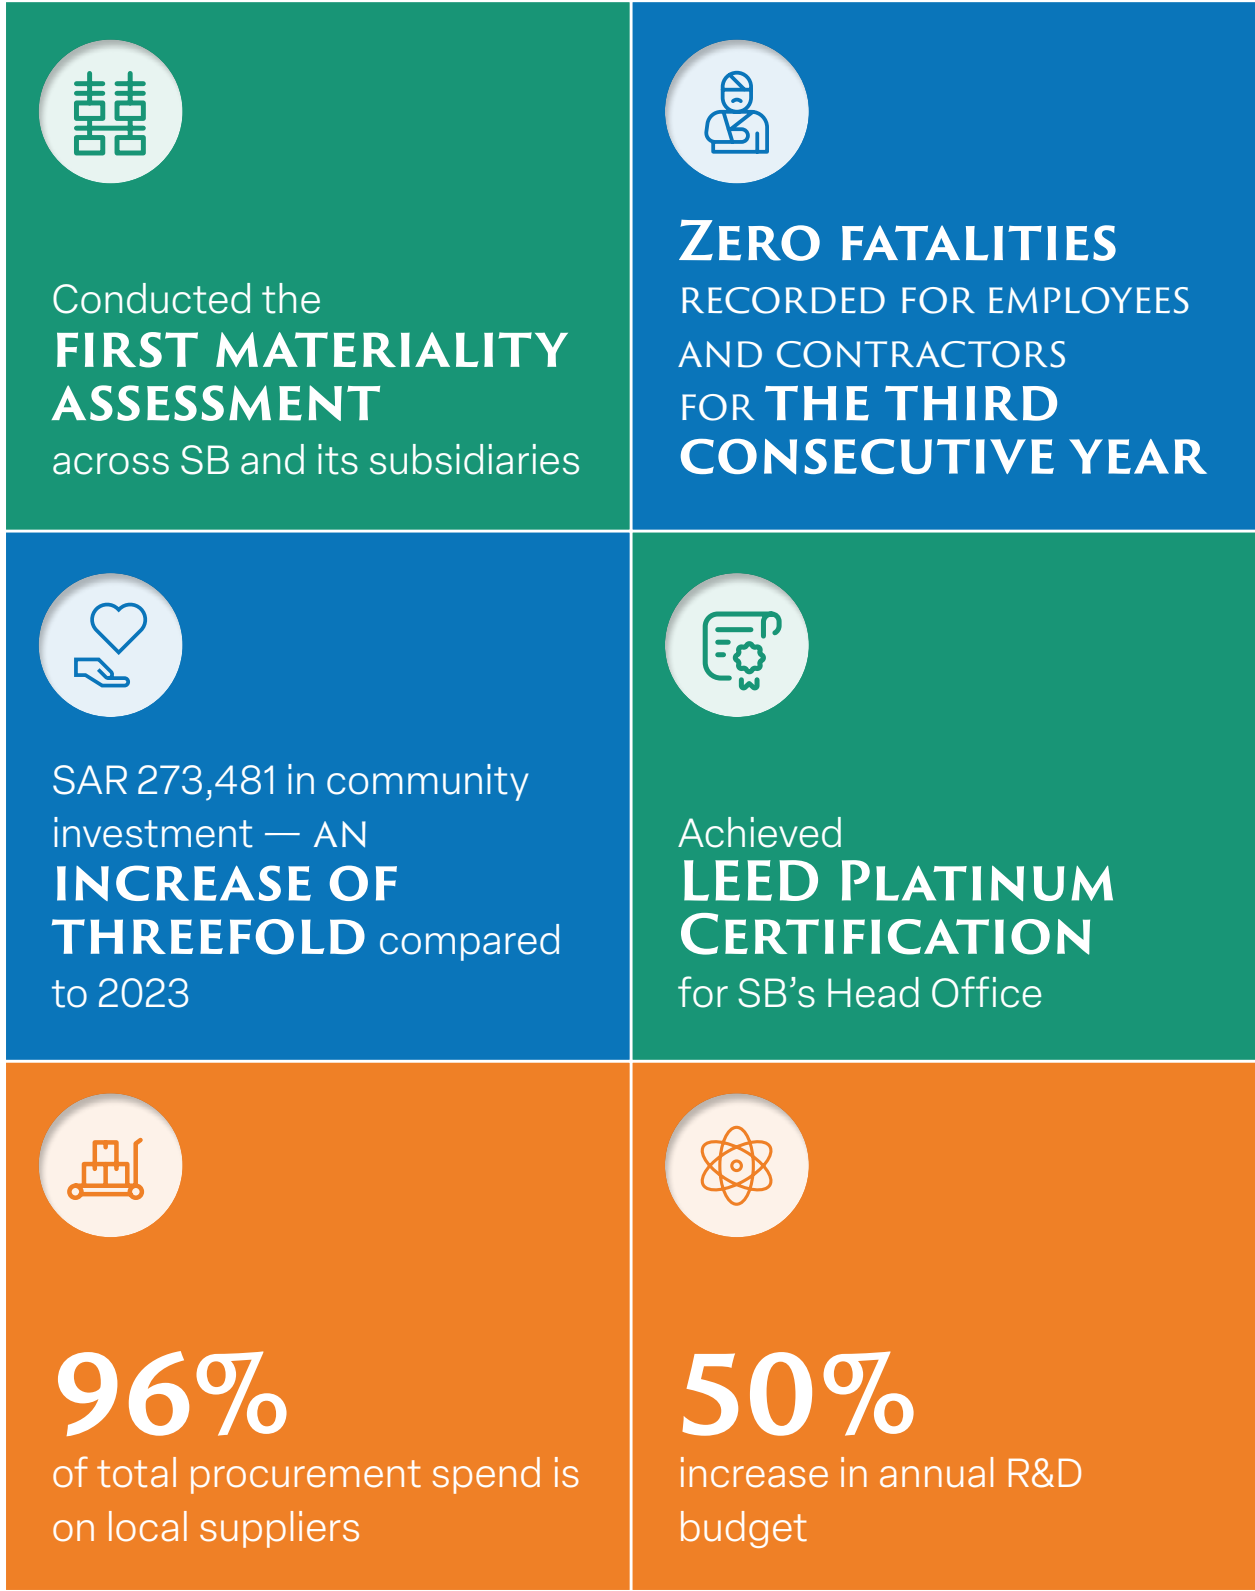 Conducted the
FIRST MATERIALITY
ASSESSMENT
across SB and its subsidiaries
ZERO FATALITIES
RECORDED FOR EMPLOYEES
AND CONTRACTORS
FOR THE THIRD
CONSECUTIVE YEAR
SAR 273,481 in community
investment — AN
INCREASE OF
THREEFOLD compared
to 2023
Achieved
LEED PLATINUM
CERTIFICATION
for SB’s Head Office
96%
of total procurement spend is
on local suppliers
50%
increase in annual R&D
budget